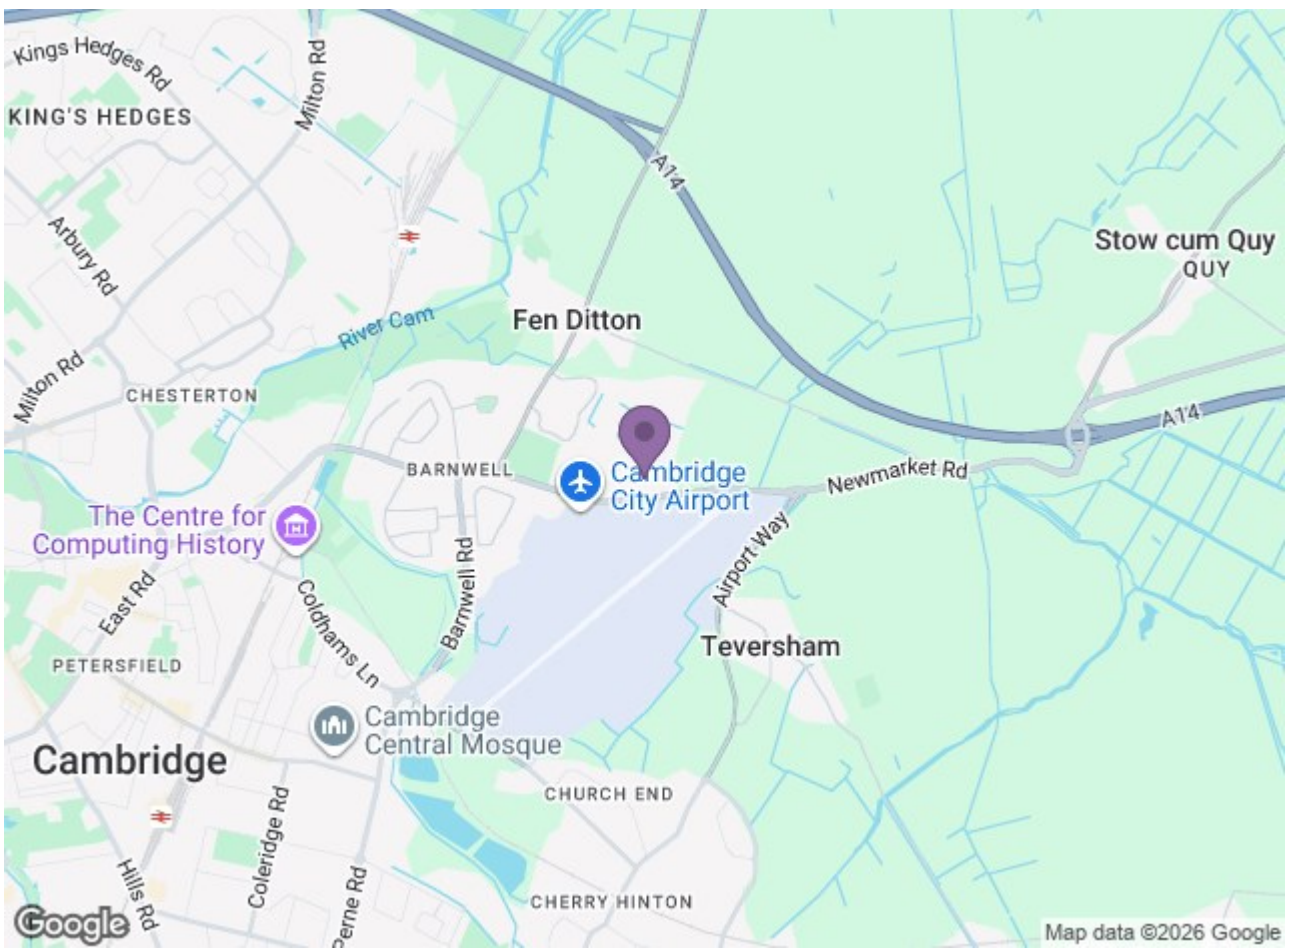 Kings Hedges Rd
Milton Rd
KING'S HEDGES
A14
Arbury Rd
Stow cum Quy
QUY
River Cam
Fen Ditton
Milton Rd
CHESTERTON
A14
BARNWELL
Cambridge
City Airport
Newmarket Rd
The Centre for
Computing History
Airport Way
Barnwell Rd
East Rd
Coldhams Ln
Teversham
PETERSFIELD
Cambridge
Central Mosque
Cambridge
CHURCH END
Coleridge Rd
Hills Rd
Perne Rd
CHERRY HINTON
Google
Map data ©2026 Google